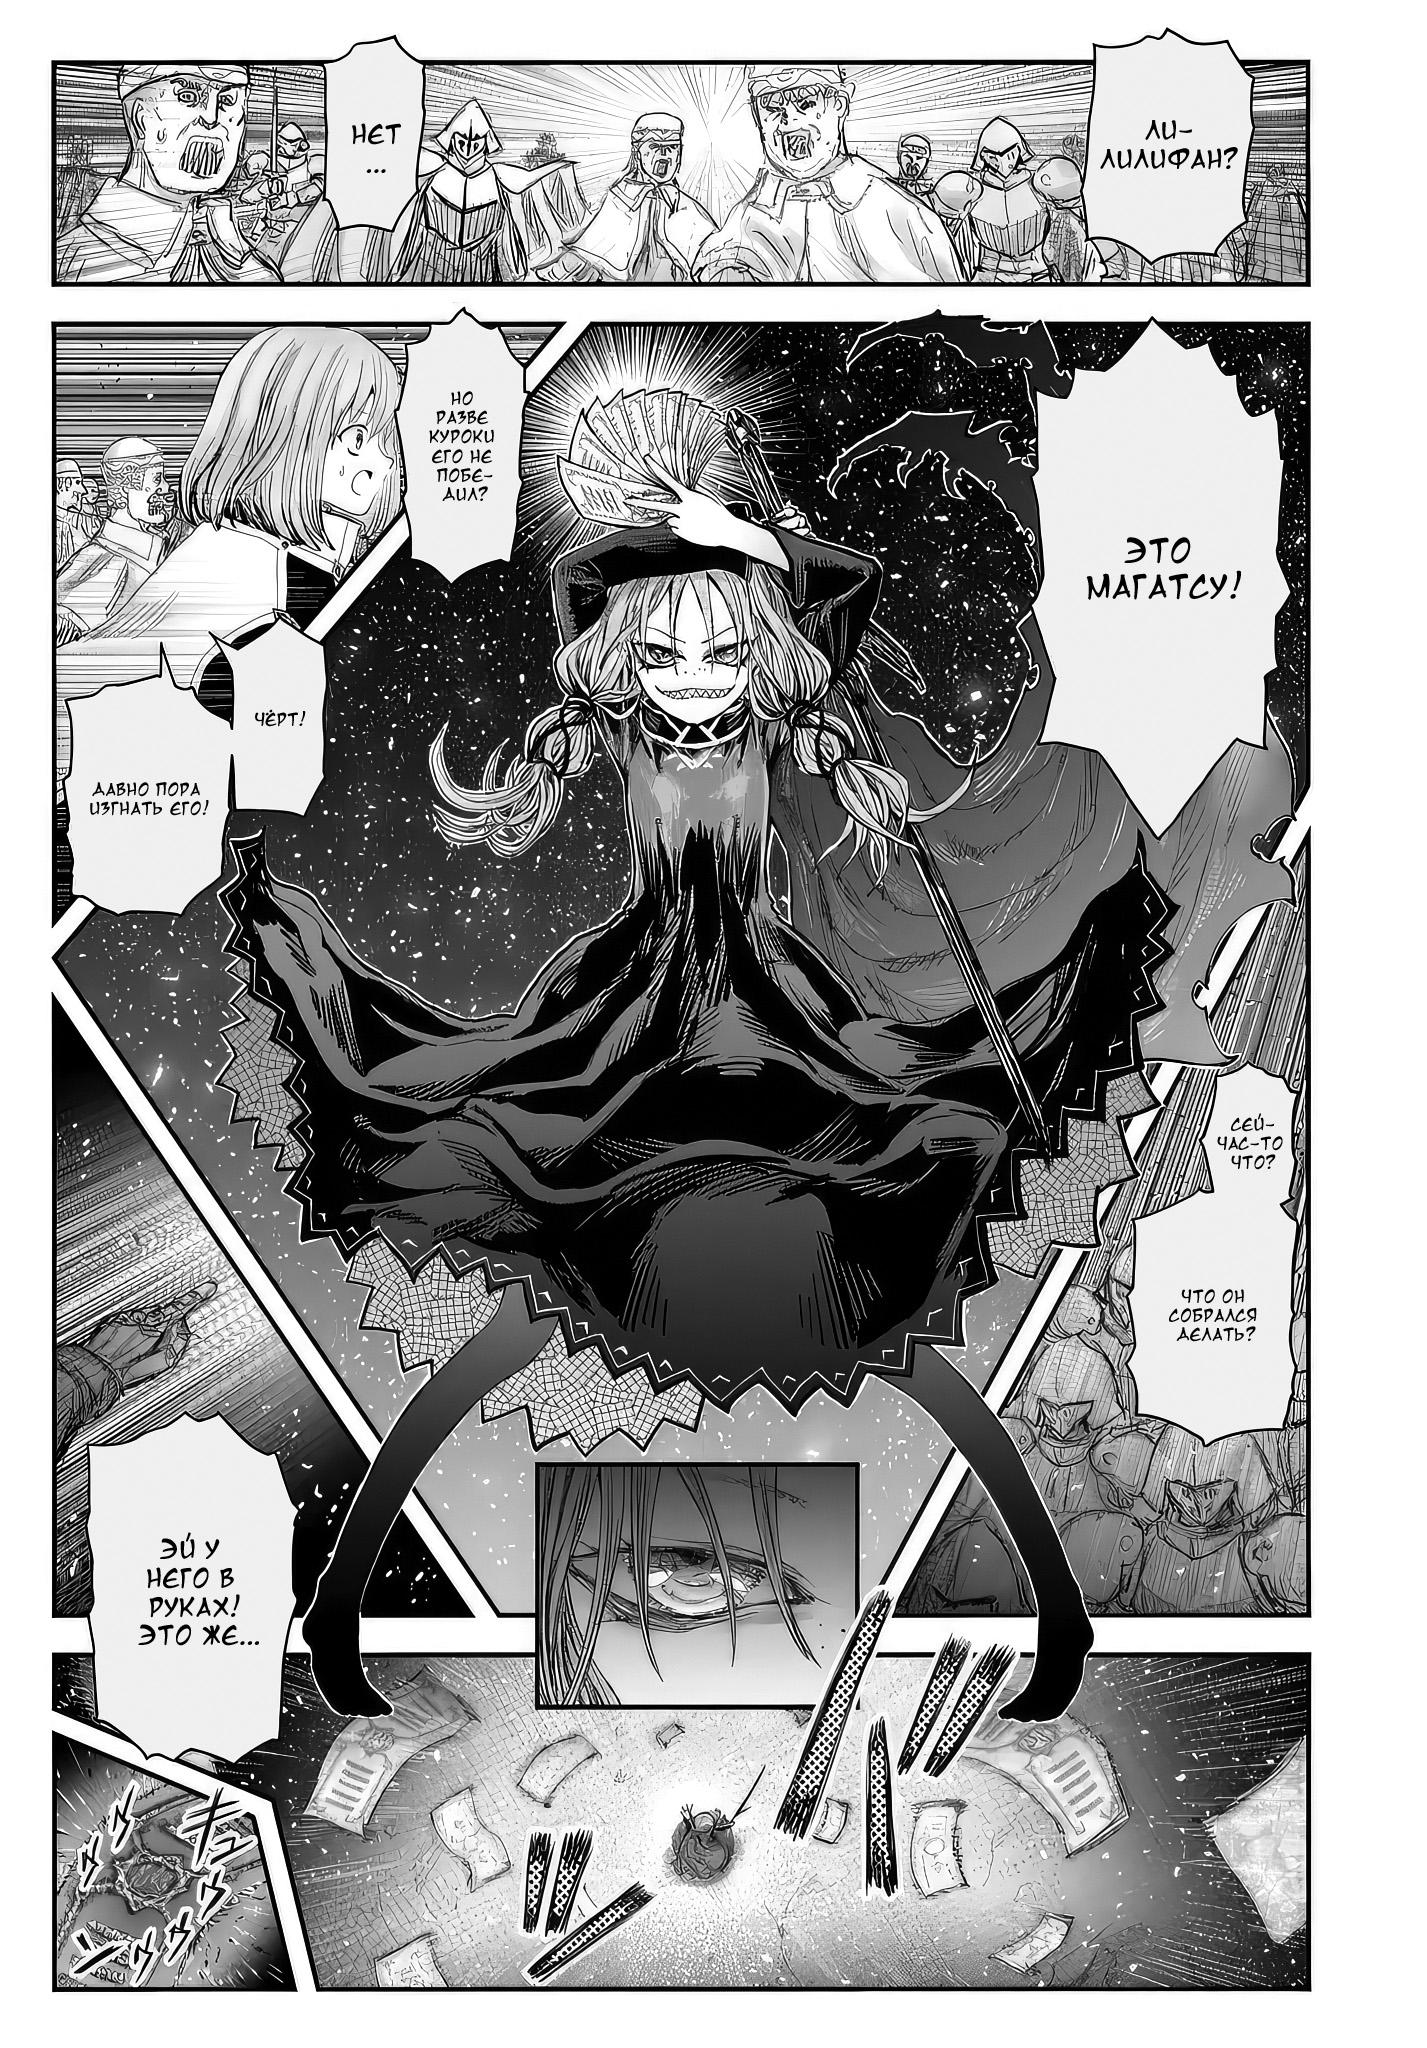 ЛИ-
ЛИЛИФАН?
НЕТ
...
ЭТО
МАГАТСУ!
НО
РАЗВЕ
КУРОКИ
ЕГО НЕ
ПОБЕ-
ДИЛ?
ЧЁРТ!
ДАВНО ПОРА
ИЗГНАТЬ ЕГО!
СЕЙ-
ЧАС-ТО
ЧТО?
ЧТО ОН
СОБРАЛСЯ
ДЕЛАТЬ?
ЭЙ У
НЕГО В
РУКАХ!
ЭТО ЖЕ...